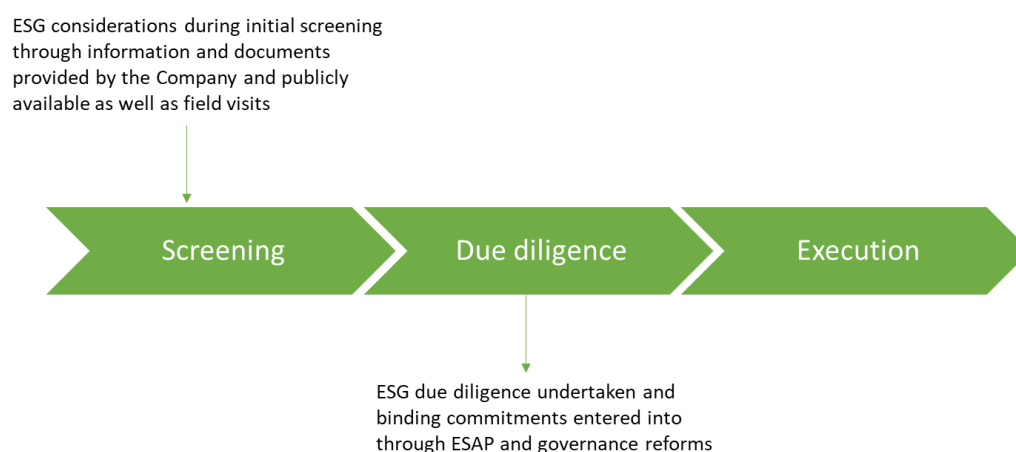 ESG considerations during initial screening
through information and documents
provided by the Company and publicly
available as well as field visits
Screening
Due diligence
Execution
ESG due diligence undertaken and
binding commitments entered into
through ESAP and governance reforms